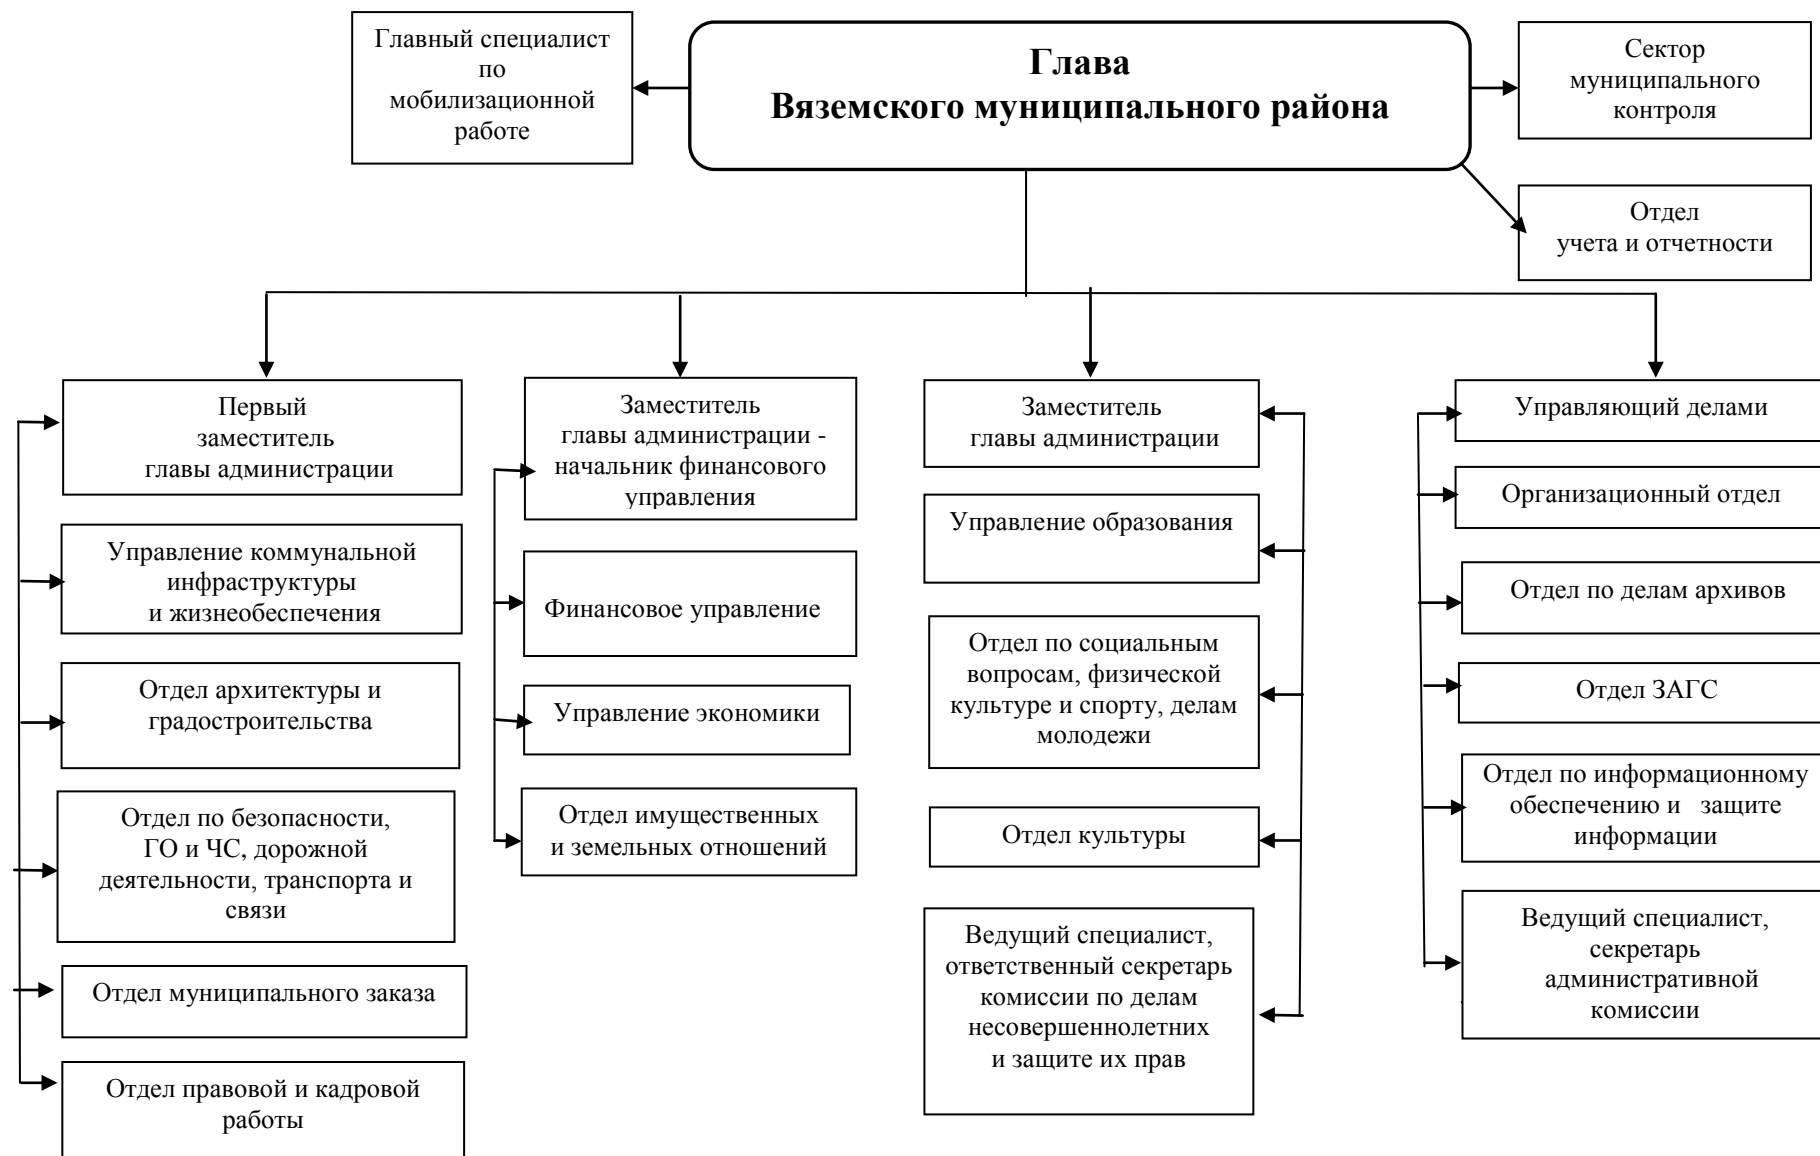 Главный специалист
по
мобилизационной
работе
Глава
Вяземского муниципального района
Сектор
муниципального
контроля
Отдел
учета и отчетности
Первый
заместитель
главы администрации
Управление коммунальной
инфраструктуры
и жизнеобеспечения
Отдел архитектуры и
градостроительства
Отдел по безопасности,
ГО и ЧС, дорожной
деятельности, транспорта и
связи
Отдел муниципального заказа
Отдел правовой и кадровой
работы
Заместитель
главы администрации -
начальник финансового
управления
Финансовое управление
Управление экономики
Отдел имущественных
и земельных отношений
Заместитель
главы администрации
Управление образования
Отдел по социальным
вопросам, физической
культуре и спорту, делам
молодежи
Отдел культуры
Ведущий специалист,
ответственный секретарь
комиссии по делам
несовершеннолетних
и защите их прав
Управляющий делами
Организационный отдел
Отдел по делам архивов
Отдел ЗАГС
Отдел по информационному
обеспечению и защите
информации
Ведущий специалист,
секретарь
административной
комиссии